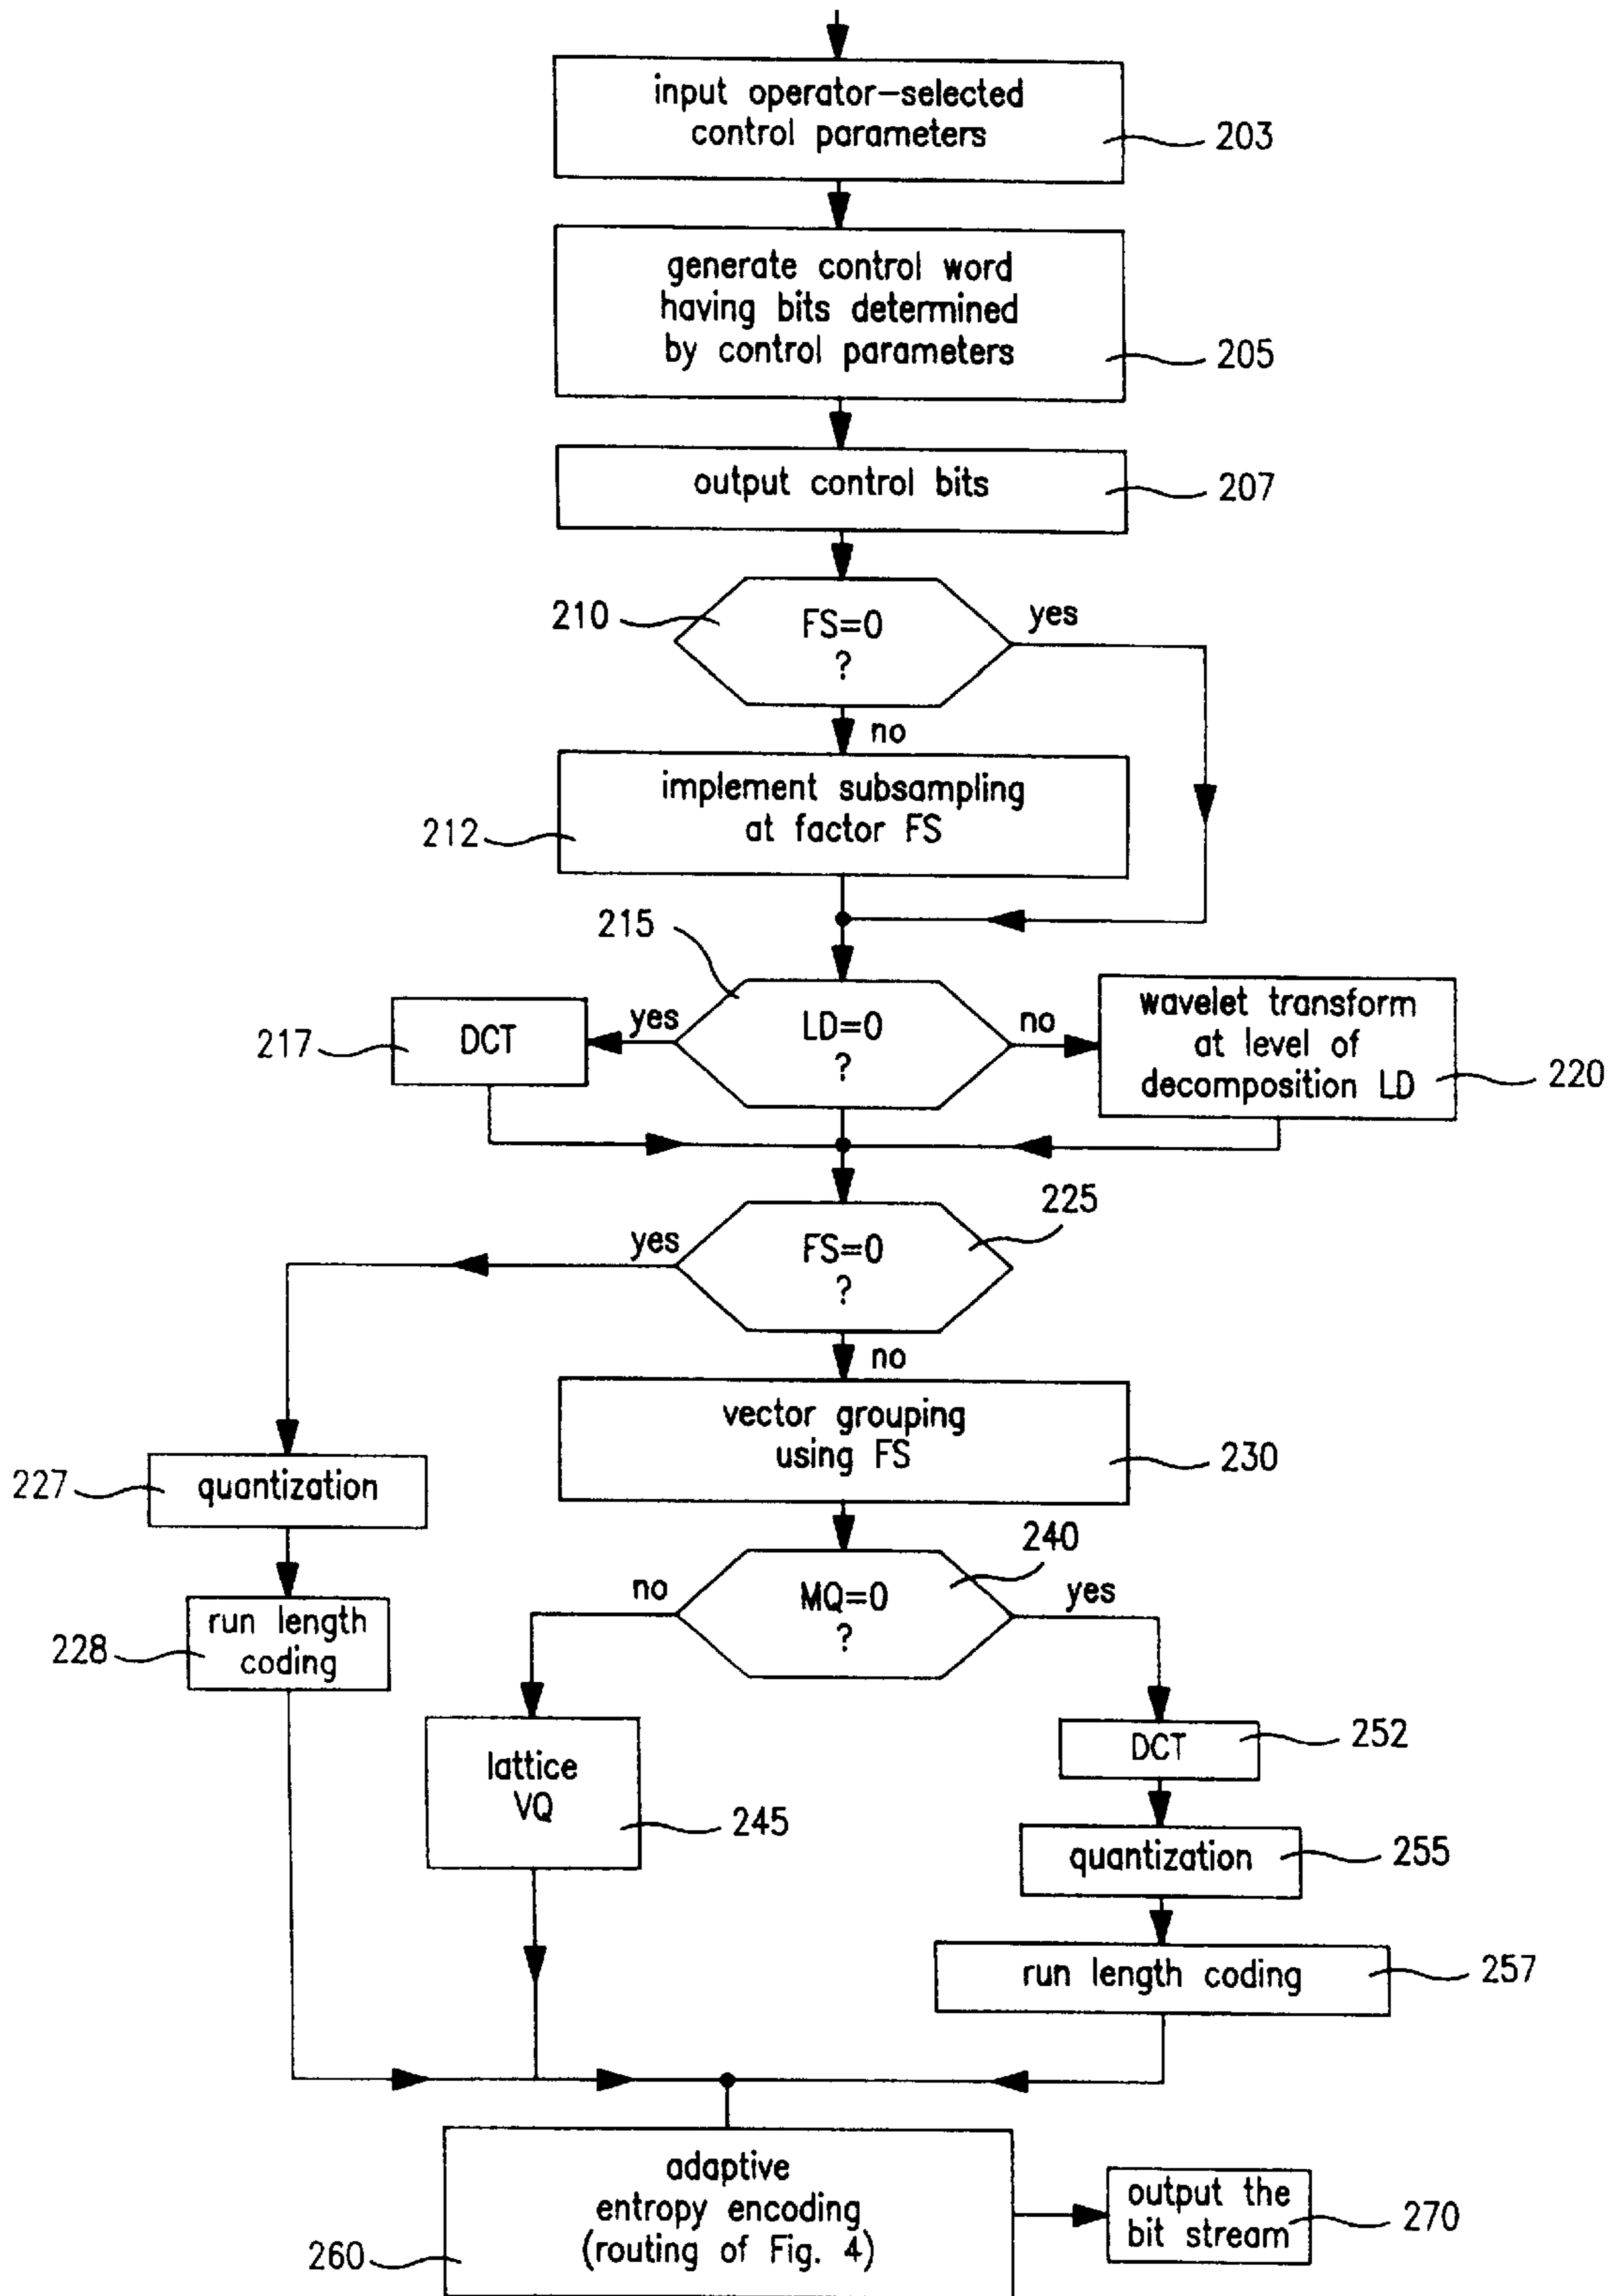 input operator-selected
control parameters
203
generate control word
having bits determined
by control parameters
205
output control bits
207
210
FS=0
?
yes
no
implement subsampling
at factor FS
212
215
LD=0
?
yes
no
DCT
217
wavelet transform
at level of
decomposition LD
220
225
FS=0
?
yes
no
vector grouping
using FS
230
227
quantization
240
MQ=0
?
no
yes
228
run length
coding
lattice
VQ
245
DCT
252
quantization
255
run length coding
257
adaptive
entropy encoding
(routing of Fig. 4)
260
output the
bit stream
270